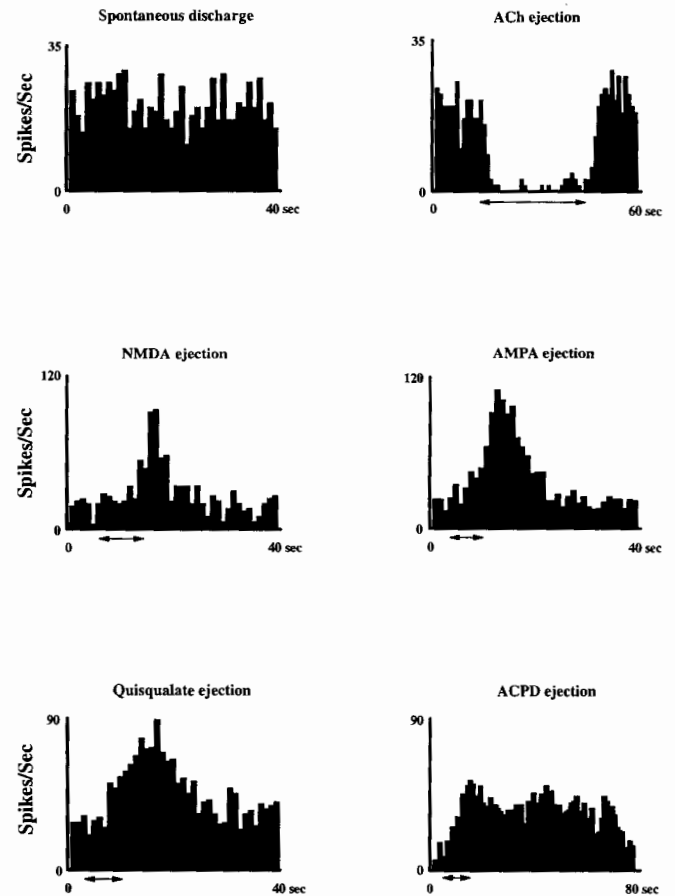 Spontaneous discharge
35
Spikes/Sec
0
0
40 sec
ACh ejection
35
0
0
60 sec
NMDA ejection
120
Spikes/Sec
0
0
40 sec
AMPA ejection
120
0
0
40 sec
Quisqualate ejection
90
Spikes/Sec
0
0
40 sec
ACPD ejection
90
0
0
80 sec